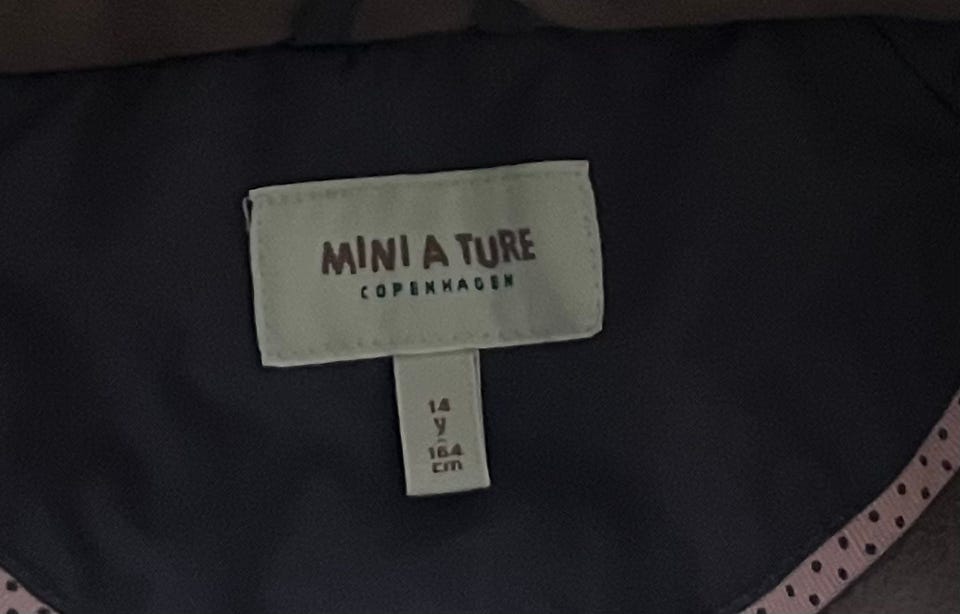 MINI A TURE
COPENHAGEN
14
y
164
cm